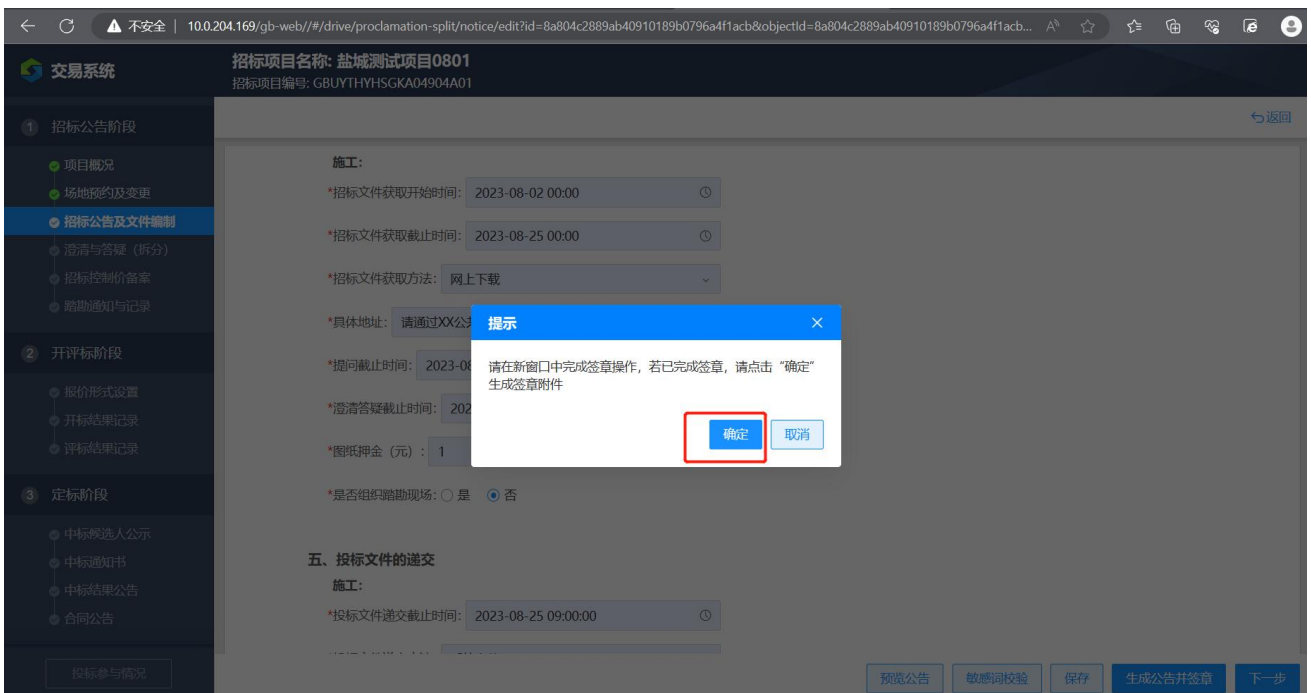 不安全 | 10.0.204.169/gb-web//#/drive/proclamation-split/notice/edit?id=8a804c2889ab40910189b0796a4f1acb&objectId=8a804c2889ab40910189b0796a4f1acb...
交易系统
招标项目名称: 盐城测试项目0801
招标项目编号: GBUYTHYHSGKA04904A01
返回
1 招标公告阶段
项目概况
场地预约及变更
招标公告及文件编制
澄清与答疑（拆分）
招标控制价备案
踏勘通知与记录
2 开评标阶段
报价形式设置
开标结果记录
评标结果记录
3 定标阶段
中标候选人公示
中标通知书
中标结果公告
合同公告
投标参与情况
施工:
*招标文件获取开始时间: 2023-08-02 00:00
*招标文件获取截止时间: 2023-08-25 00:00
*招标文件获取方法: 网上下载
*具体地址: 请通过XX公
*提问截止时间: 2023-08
*澄清答疑截止时间: 202
*图纸押金（元）: 1
*是否组织踏勘现场: 是 否
五、投标文件的递交
施工:
*投标文件递交截止时间: 2023-08-25 09:00:00
提示
请在新窗口中完成签章操作，若已完成签章，请点击“确定”
生成签章附件
确定 取消
预览公告 敏感词校验 保存 生成公告并签章 下一步